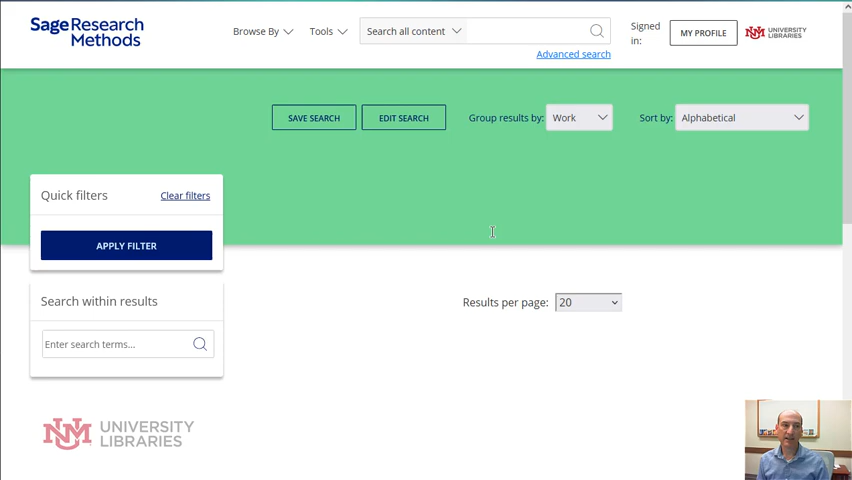 Sage Research
Methods
Browse By
Tools
Search all content
Signed
in:
MY PROFILE
UNM UNIVERSITY
LIBRARIES
Advanced search
SAVE SEARCH
EDIT SEARCH
Group results by:
Work
Sort by:
Alphabetical
Quick filters
Clear filters
APPLY FILTER
Search within results
Results per page:
20
Enter search terms...
UNM UNIVERSITY
LIBRARIES